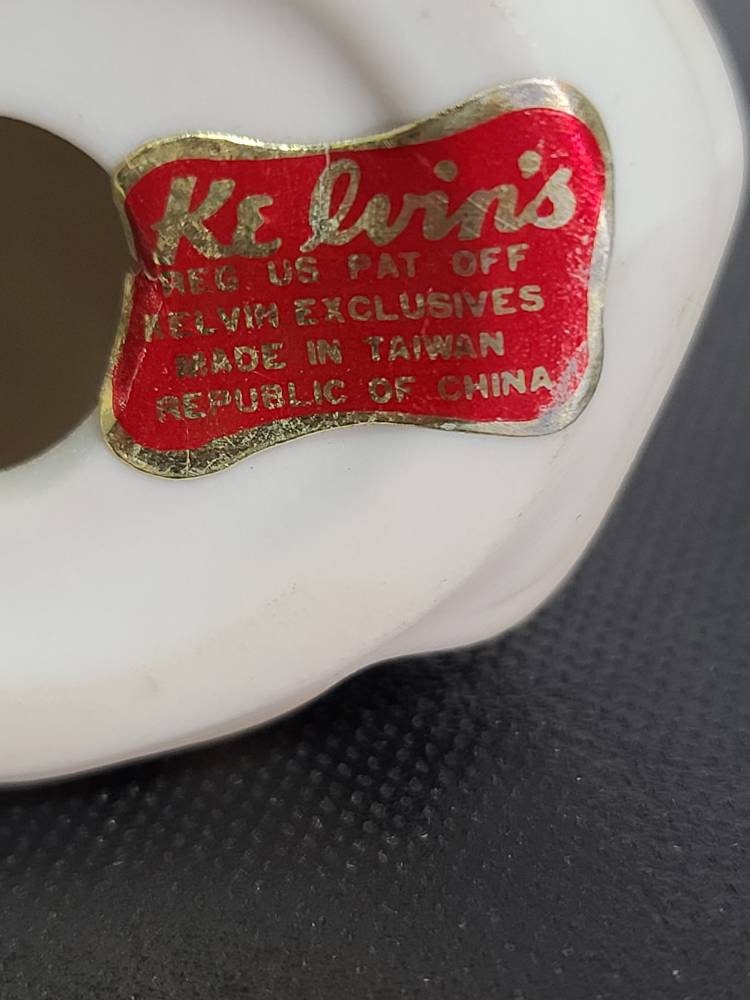 Kelvin's
REG US PAT OFF
KELVIN EXCLUSIVES
MADE IN TAIWAN
REPUBLIC OF CHINA